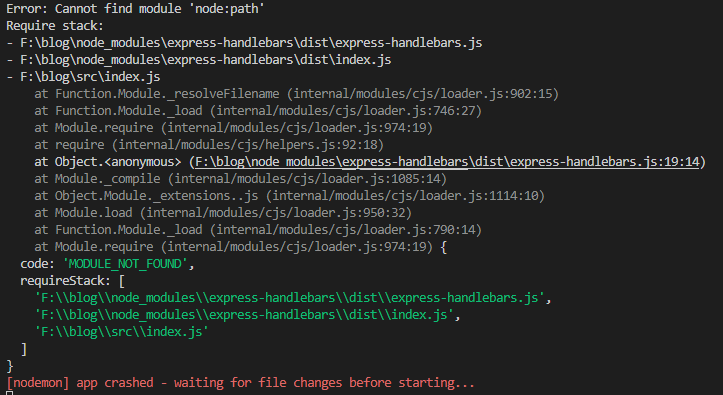 Error: Cannot find module 'node:path'
Require stack:
- F:\blog\node_modules\express-handlebars\dist\express-handlebars.js
- F:\blog\node_modules\express-handlebars\dist\index.js
- F:\blog\src\index.js
    at Function.Module._resolveFilename (internal/modules/cjs/loader.js:902:15)
    at Function.Module._load (internal/modules/cjs/loader.js:746:27)
    at Module.require (internal/modules/cjs/loader.js:974:19)
    at require (internal/modules/cjs/helpers.js:92:18)
    at Object.<anonymous> (F:\blog\node_modules\express-handlebars\dist\express-handlebars.js:19:14)
    at Module._compile (internal/modules/cjs/loader.js:1085:14)
    at Object.Module._extensions..js (internal/modules/cjs/loader.js:1114:10)
    at Module.load (internal/modules/cjs/loader.js:950:32)
    at Function.Module._load (internal/modules/cjs/loader.js:790:14)
    at Module.require (internal/modules/cjs/loader.js:974:19) {
  code: 'MODULE_NOT_FOUND',
  requireStack: [
    'F:\\blog\\node_modules\\express-handlebars\\dist\\express-handlebars.js',
    'F:\\blog\\node_modules\\express-handlebars\\dist\\index.js',
    'F:\\blog\\src\\index.js'
  ]
}
[nodemon] app crashed - waiting for file changes before starting...